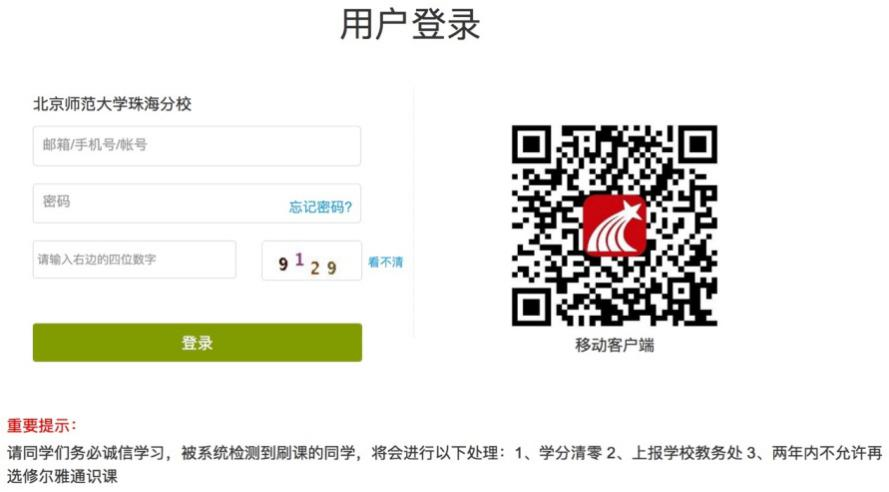 用户登录
北京师范大学珠海分校
邮箱/手机号/帐号
密码
忘记密码?
请输入右边的四位数字
9129
看不清
登录
移动客户端
重要提示：
请同学们务必诚信学习，被系统检测到刷课的同学，将会进行以下处理：1、学分清零 2、上报学校教务处 3、两年内不允许再
选修尔雅通识课